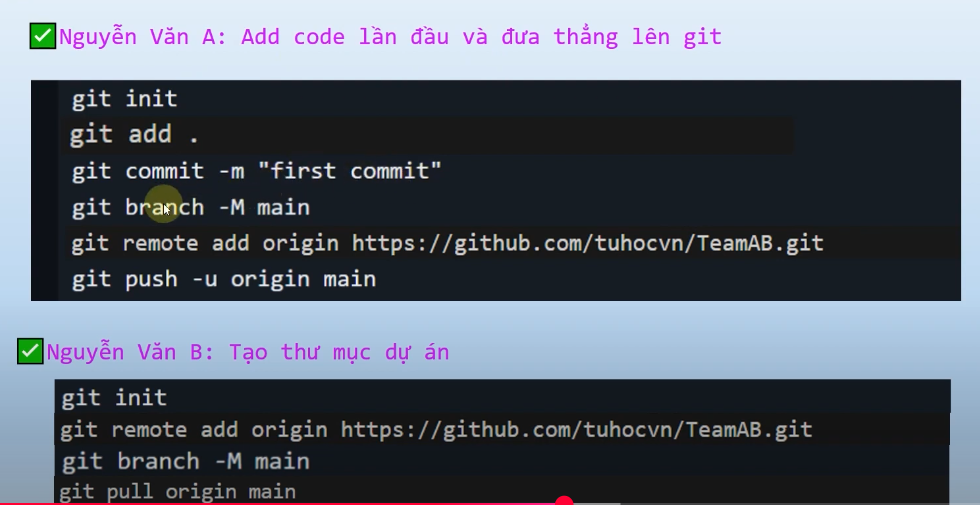 Nguyễn Văn A: Add code lần đầu và đưa thẳng lên git
git init
git add .
git commit -m "first commit"
git branch -M main
git remote add origin https://github.com/tuhocvn/TeamAB.git
git push -u origin main
Nguyễn Văn B: Tạo thư mục dự án
git init
git remote add origin https://github.com/tuhocvn/TeamAB.git
git branch -M main
git pull origin main